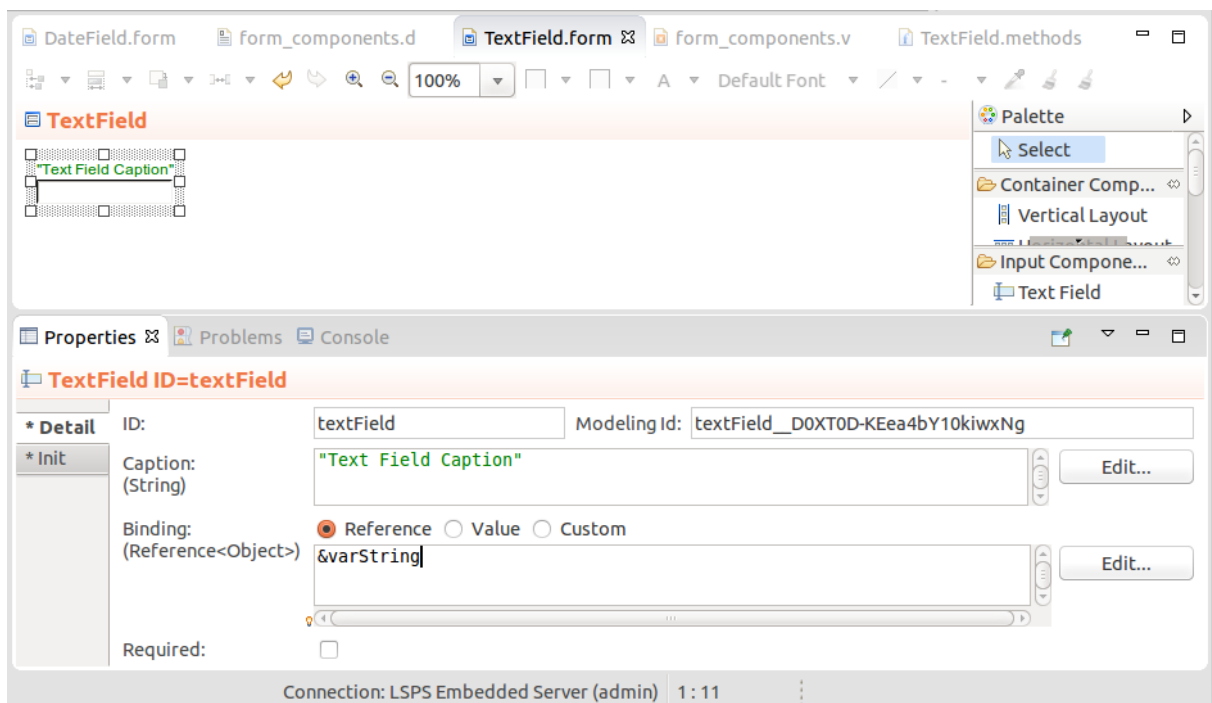 DateField.form form_components.d TextField.form form_components.v TextField.methods
100% A Default Font
TextField
Palette
Select
"Text Field Caption"
Container Comp...
Vertical Layout
Horizontal Layout
Input Compone...
Text Field
Properties Problems Console
TextField ID=textField
* Detail
* Init
ID: textField Modeling Id: textField__D0XT0D-KEea4bY10kiwxNg
Caption: "Text Field Caption" Edit...
(String)
Binding: Reference Value Custom
(Reference<Object>) &varString Edit...
Required:
Connection: LSPS Embedded Server (admin) 1 : 11